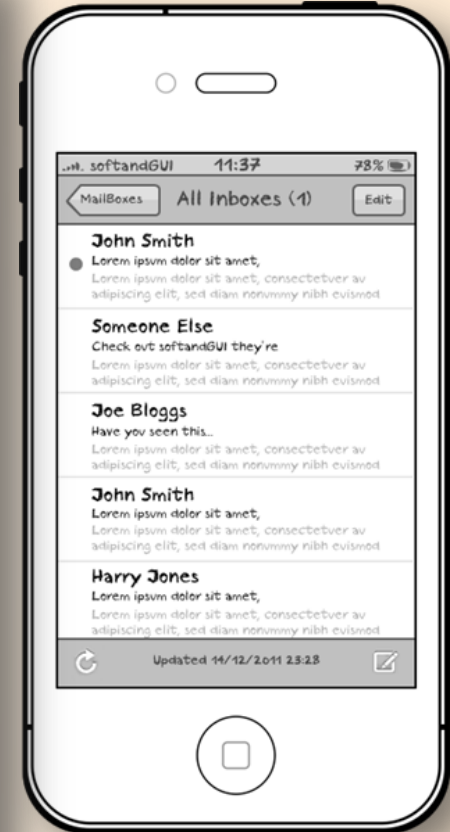 softandGUI 11:37 78%
MailBoxes All Inboxes (1) Edit
John Smith
Lorem ipsum dolor sit amet,
Lorem ipsum dolor sit amet, consectetuer av
adipiscing elit, sed diam nonummy nibh euismod
Someone Else
Check out softandGUI they're
Lorem ipsum dolor sit amet, consectetuer av
adipiscing elit, sed diam nonummy nibh euismod
Joe Bloggs
Have you seen this...
Lorem ipsum dolor sit amet, consectetuer av
adipiscing elit, sed diam nonummy nibh euismod
John Smith
Lorem ipsum dolor sit amet,
Lorem ipsum dolor sit amet, consectetuer av
adipiscing elit, sed diam nonummy nibh euismod
Harry Jones
Lorem ipsum dolor sit amet,
Lorem ipsum dolor sit amet, consectetuer av
adipiscing elit, sed diam nonummy nibh euismod
Updated 14/12/2011 23:28